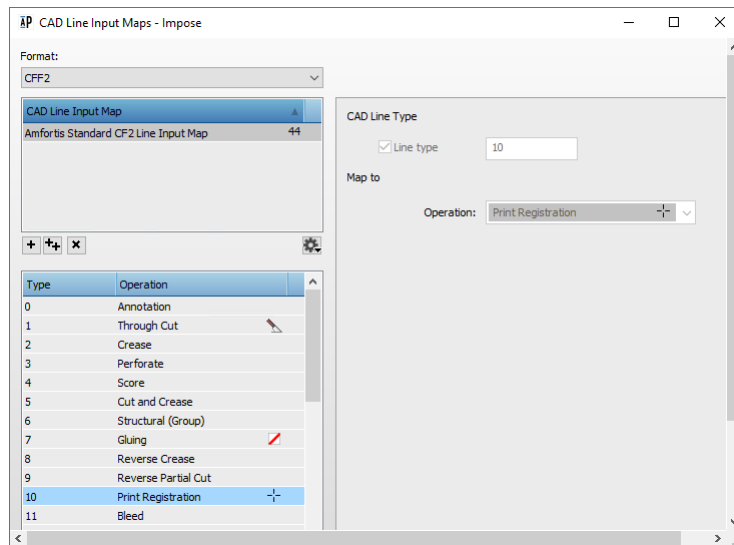 CAD Line Input Maps - Impose
Format:
CFF2
CAD Line Input Map
Amfortis Standard CF2 Line Input Map 44
Type Operation
0 Annotation
1 Through Cut
2 Crease
3 Perforate
4 Score
5 Cut and Crease
6 Structural (Group)
7 Gluing
8 Reverse Crease
9 Reverse Partial Cut
10 Print Registration
11 Bleed
CAD Line Type
Line type 10
Map to
Operation: Print Registration